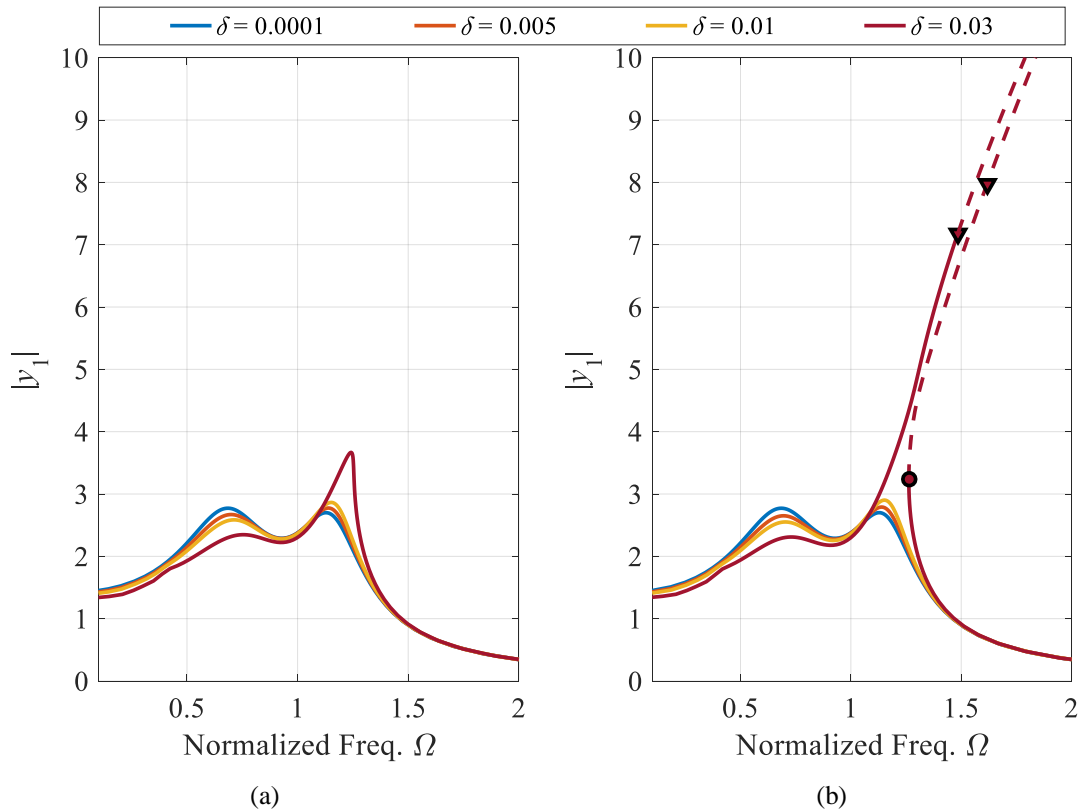 δ = 0.0001 δ = 0.005 δ = 0.01 δ = 0.03
10 10
9 9
8 8
7 7
6 6
5 5
4 4
3 3
2 2
1 1
0 0
|y₁| |y₁|
0.5 1 1.5 2 0.5 1 1.5 2
Normalized Freq. Ω Normalized Freq. Ω
(a) (b)